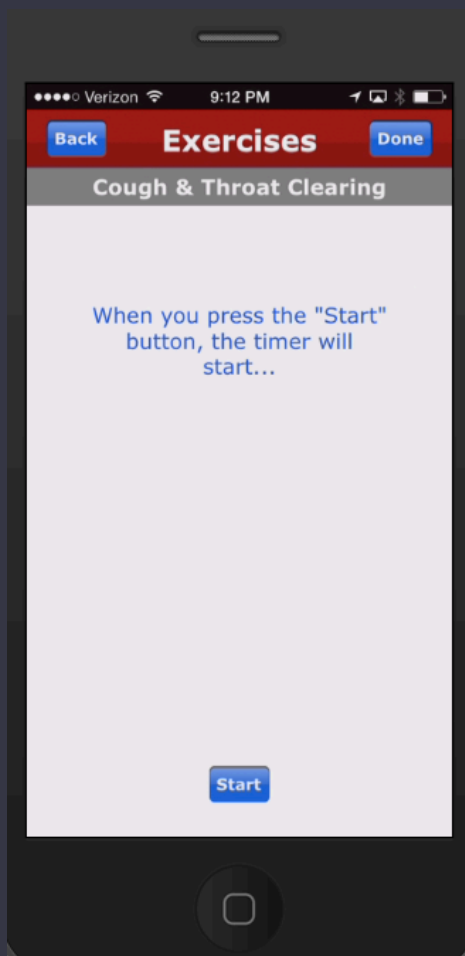 Verizon 9:12 PM
Back Exercises Done
Cough & Throat Clearing
When you press the "Start"
button, the timer will
start...
Start